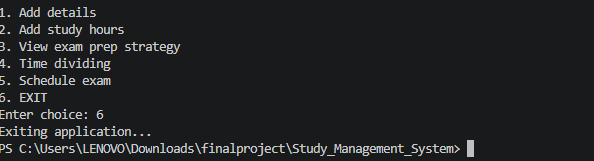 1. Add details
2. Add study hours
3. View exam prep strategy
4. Time dividing
5. Schedule exam
6. EXIT
Enter choice: 6
Exiting application...
PS C:\Users\LENOVO\Downloads\finalproject\Study_Management_System>